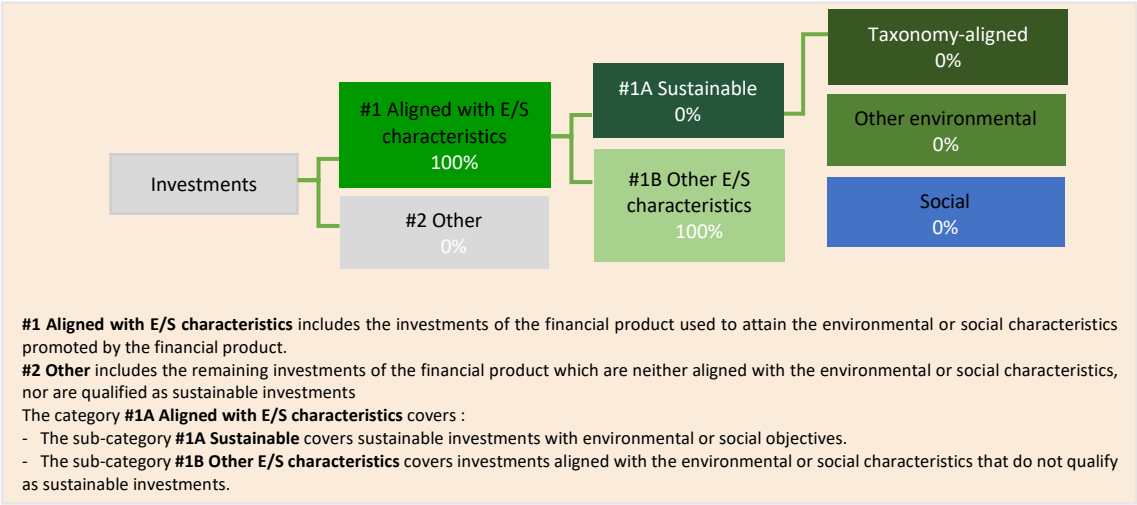 Taxonomy-aligned
0%
#1A Sustainable
0%
#1 Aligned with E/S
characteristics
100%
Other environmental
0%
Investments
#1B Other E/S
characteristics
100%
#2 Other
0%
Social
0%
#1 Aligned with E/S characteristics includes the investments of the financial product used to attain the environmental or social characteristics
promoted by the financial product.
#2 Other includes the remaining investments of the financial product which are neither aligned with the environmental or social characteristics,
nor are qualified as sustainable investments
The category #1A Aligned with E/S characteristics covers :
- The sub-category #1A Sustainable covers sustainable investments with environmental or social objectives.
- The sub-category #1B Other E/S characteristics covers investments aligned with the environmental or social characteristics that do not qualify
as sustainable investments.